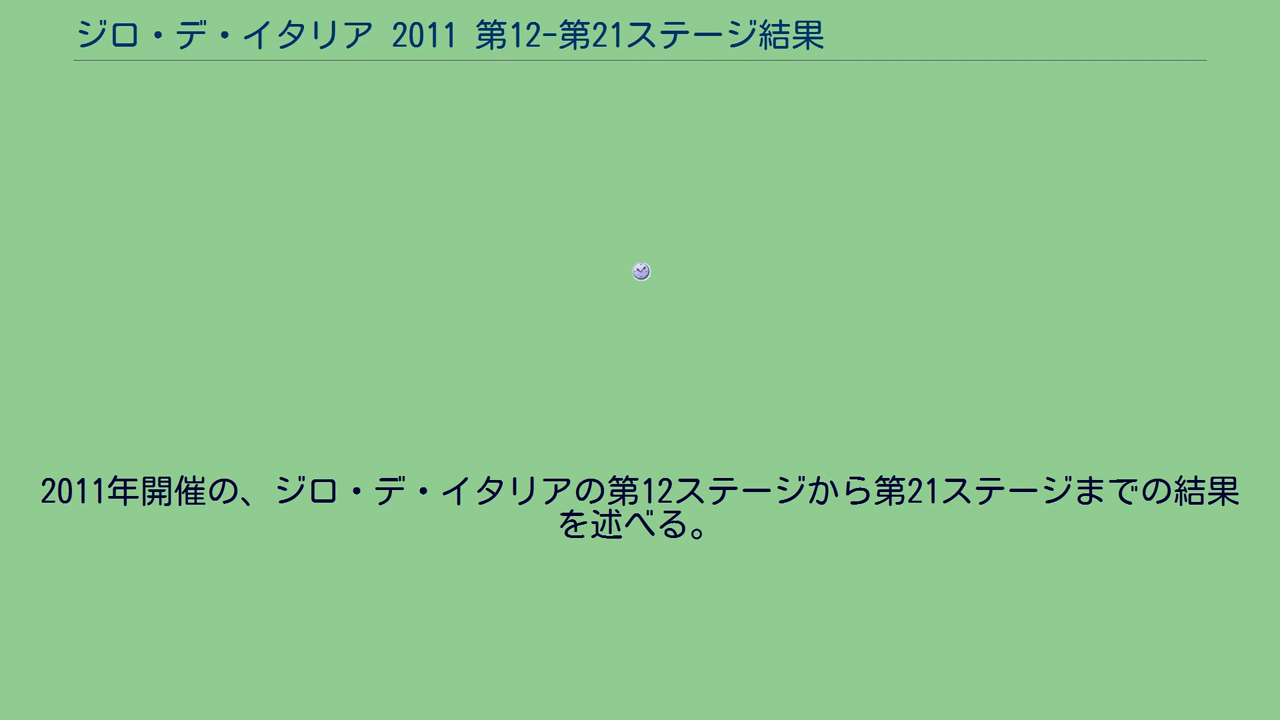 ジロ・デ・イタリア 2011 第12-第21ステージ結果
2011年開催の、ジロ・デ・イタリアの第12ステージから第21ステージまでの結果
を述べる。